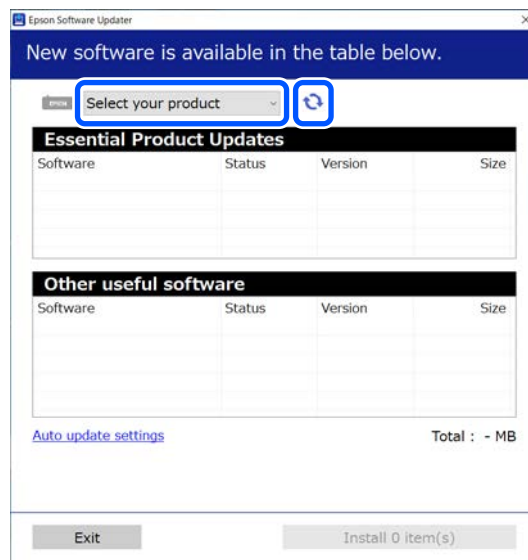 Epson Software Updater
New software is available in the table below.
EPSON Select your product
Essential Product Updates
Software Status Version Size
Other useful software
Software Status Version Size
Auto update settings Total : - MB
Exit Install 0 item(s)